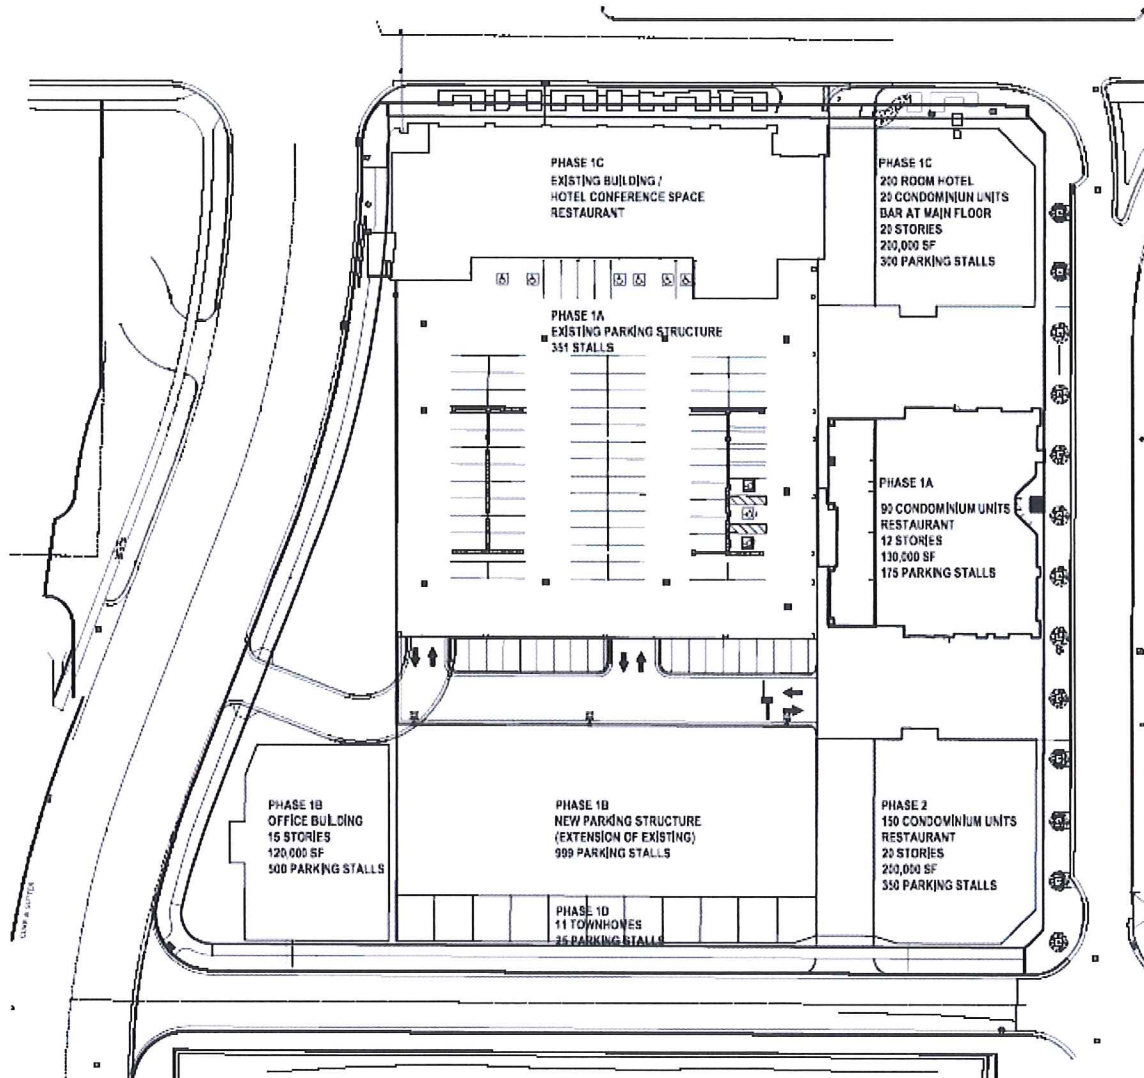 PHASE 1C
EXISTING BUILDING /
HOTEL CONFERENCE SPACE
RESTAURANT
PHASE 1C
200 ROOM HOTEL
20 CONDOMINIUN UNITS
BAR AT MAIN FLOOR
20 STORIES
200,000 SF
300 PARKING STALLS
PHASE 1A
EXISTING PARKING STRUCTURE
351 STALLS
PHASE 1A
90 CONDOMINIUM UNITS
RESTAURANT
12 STORIES
130,000 SF
175 PARKING STALLS
PHASE 1B
OFFICE BUILDING
15 STORIES
120,000 SF
500 PARKING STALLS
PHASE 1B
NEW PARKING STRUCTURE
(EXTENSION OF EXISTING)
999 PARKING STALLS
PHASE 2
150 CONDOMINIUM UNITS
RESTAURANT
20 STORIES
200,000 SF
350 PARKING STALLS
PHASE 1D
11 TOWNHOMES
25 PARKING STALLS
CURB & GUTTER